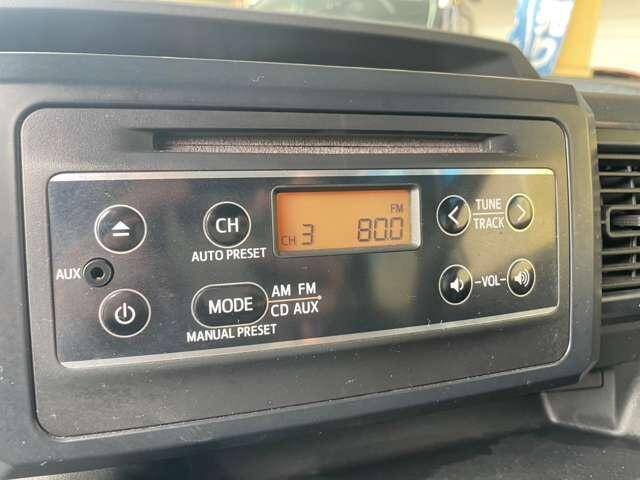 CH
AUTO PRESET
FM
CH 3 80.0
TUNE
TRACK
AUX
MODE
AM FM
CD AUX
MANUAL PRESET
-VOL-